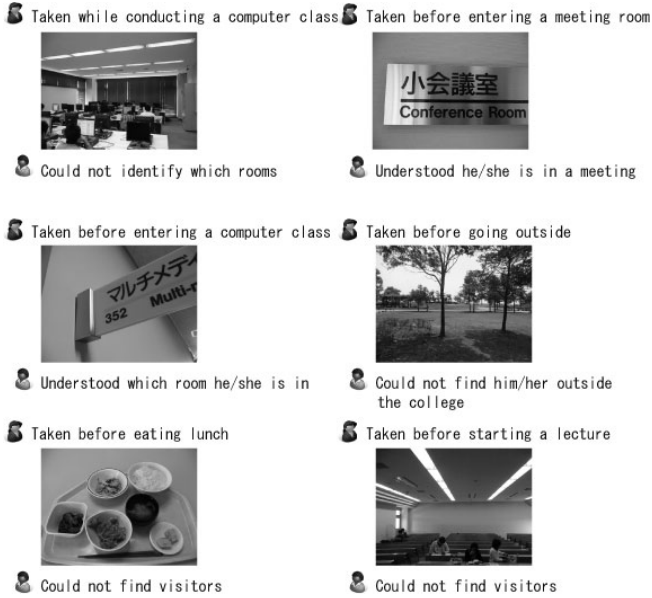 Taken while conducting a computer class
Taken before entering a meeting room
小会議室
Conference Room
Could not identify which rooms
Understood he/she is in a meeting
Taken before entering a computer class
Taken before going outside
マルチメディ
352 Multi-
Understood which room he/she is in
Could not find him/her outside
the college
Taken before eating lunch
Taken before starting a lecture
Could not find visitors
Could not find visitors